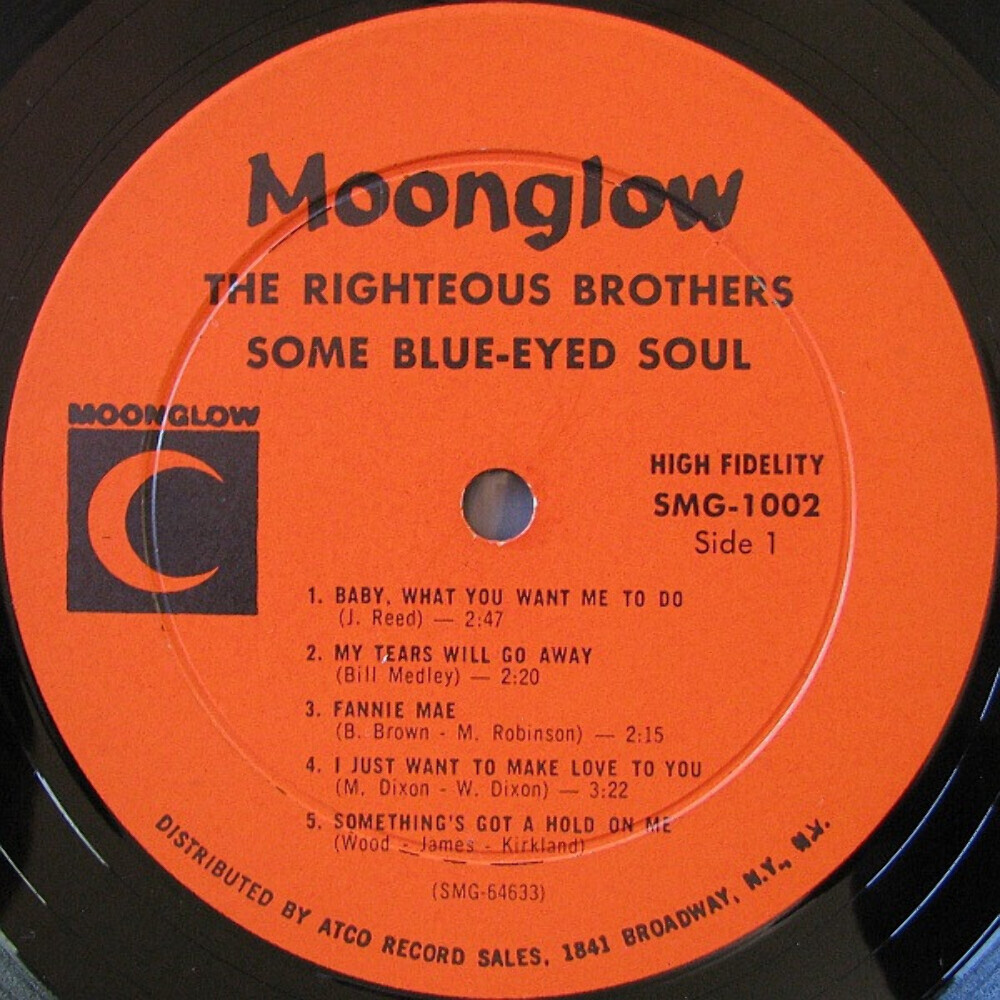 Moonglow
THE RIGHTEOUS BROTHERS
SOME BLUE-EYED SOUL
MOONGLOW
HIGH FIDELITY
SMG-1002
Side 1
1. BABY, WHAT YOU WANT ME TO DO
(J. Reed) — 2:47
2. MY TEARS WILL GO AWAY
(Bill Medley) — 2:20
3. FANNIE MAE
(B. Brown - M. Robinson) — 2:15
4. I JUST WANT TO MAKE LOVE TO YOU
(M. Dixon - W. Dixon) — 3:22
5. SOMETHING'S GOT A HOLD ON ME
(Wood - James - Kirkland)
(SMG-64633)
DISTRIBUTED BY ATCO RECORD SALES, 1841 BROADWAY, N.Y., N.Y.